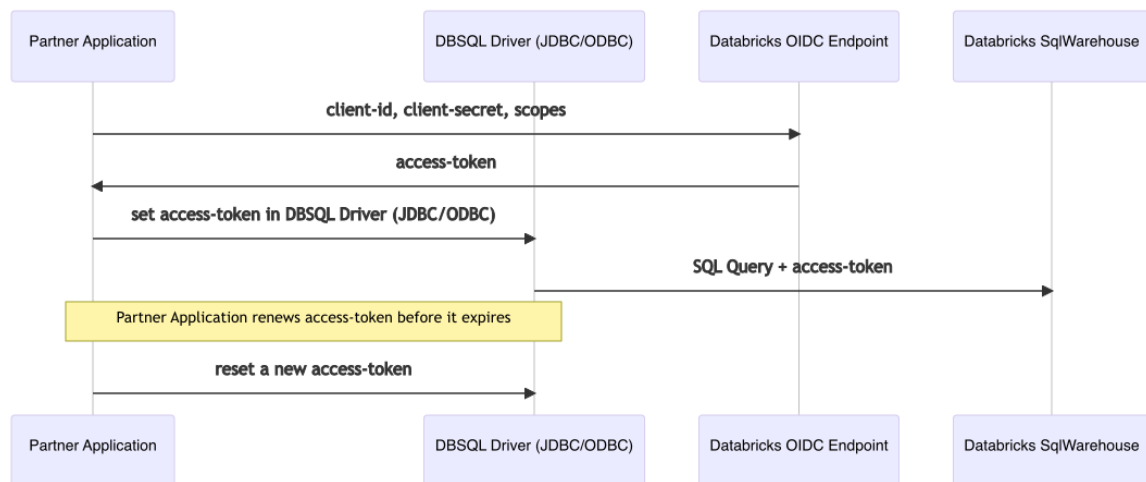 Partner Application
DBSQL Driver (JDBC/ODBC)
Databricks OIDC Endpoint
Databricks SqlWarehouse
client-id, client-secret, scopes
access-token
set access-token in DBSQL Driver (JDBC/ODBC)
SQL Query + access-token
Partner Application renews access-token before it expires
reset a new access-token
Partner Application
DBSQL Driver (JDBC/ODBC)
Databricks OIDC Endpoint
Databricks SqlWarehouse